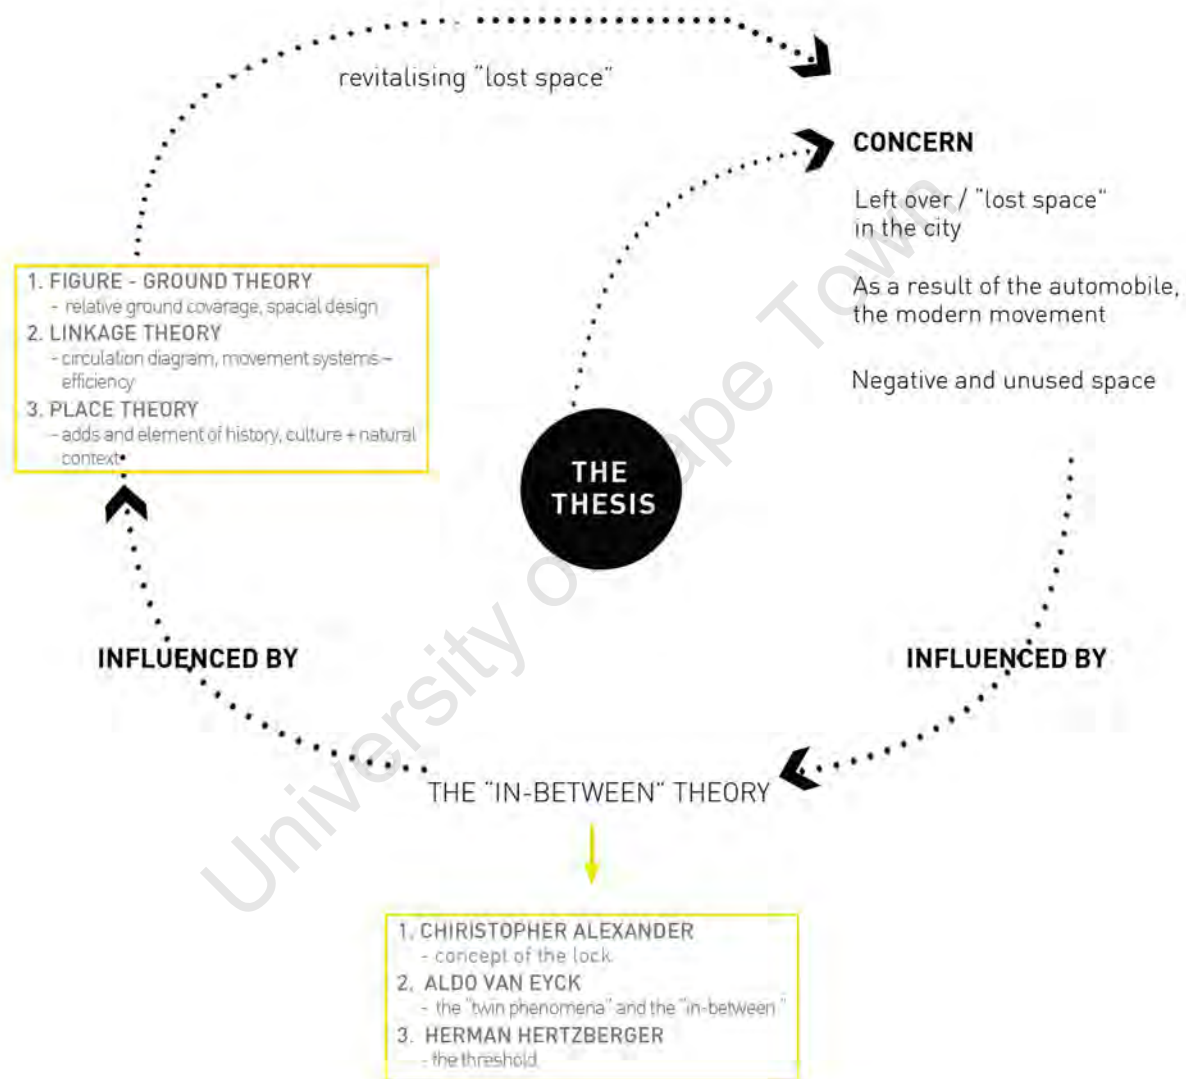 revitalising "lost space"
CONCERN
Left over / "lost space"
in the city
As a result of the automobile,
the modern movement
Negative and unused space
1. FIGURE - GROUND THEORY
- relative ground covarage, spacial design
2. LINKAGE THEORY
- circulation diagram, movement systems –
efficiency
3. PLACE THEORY
- adds and element of history, culture + natural
context
THE
THESIS
INFLUENCED BY
INFLUENCED BY
THE "IN-BETWEEN" THEORY
1. CHIRISTOPHER ALEXANDER
- concept of the lock
2. ALDO VAN EYCK
- the "twin phenomena" and the "in-between "
3. HERMAN HERTZBERGER
- the threshold
University of Cape Town